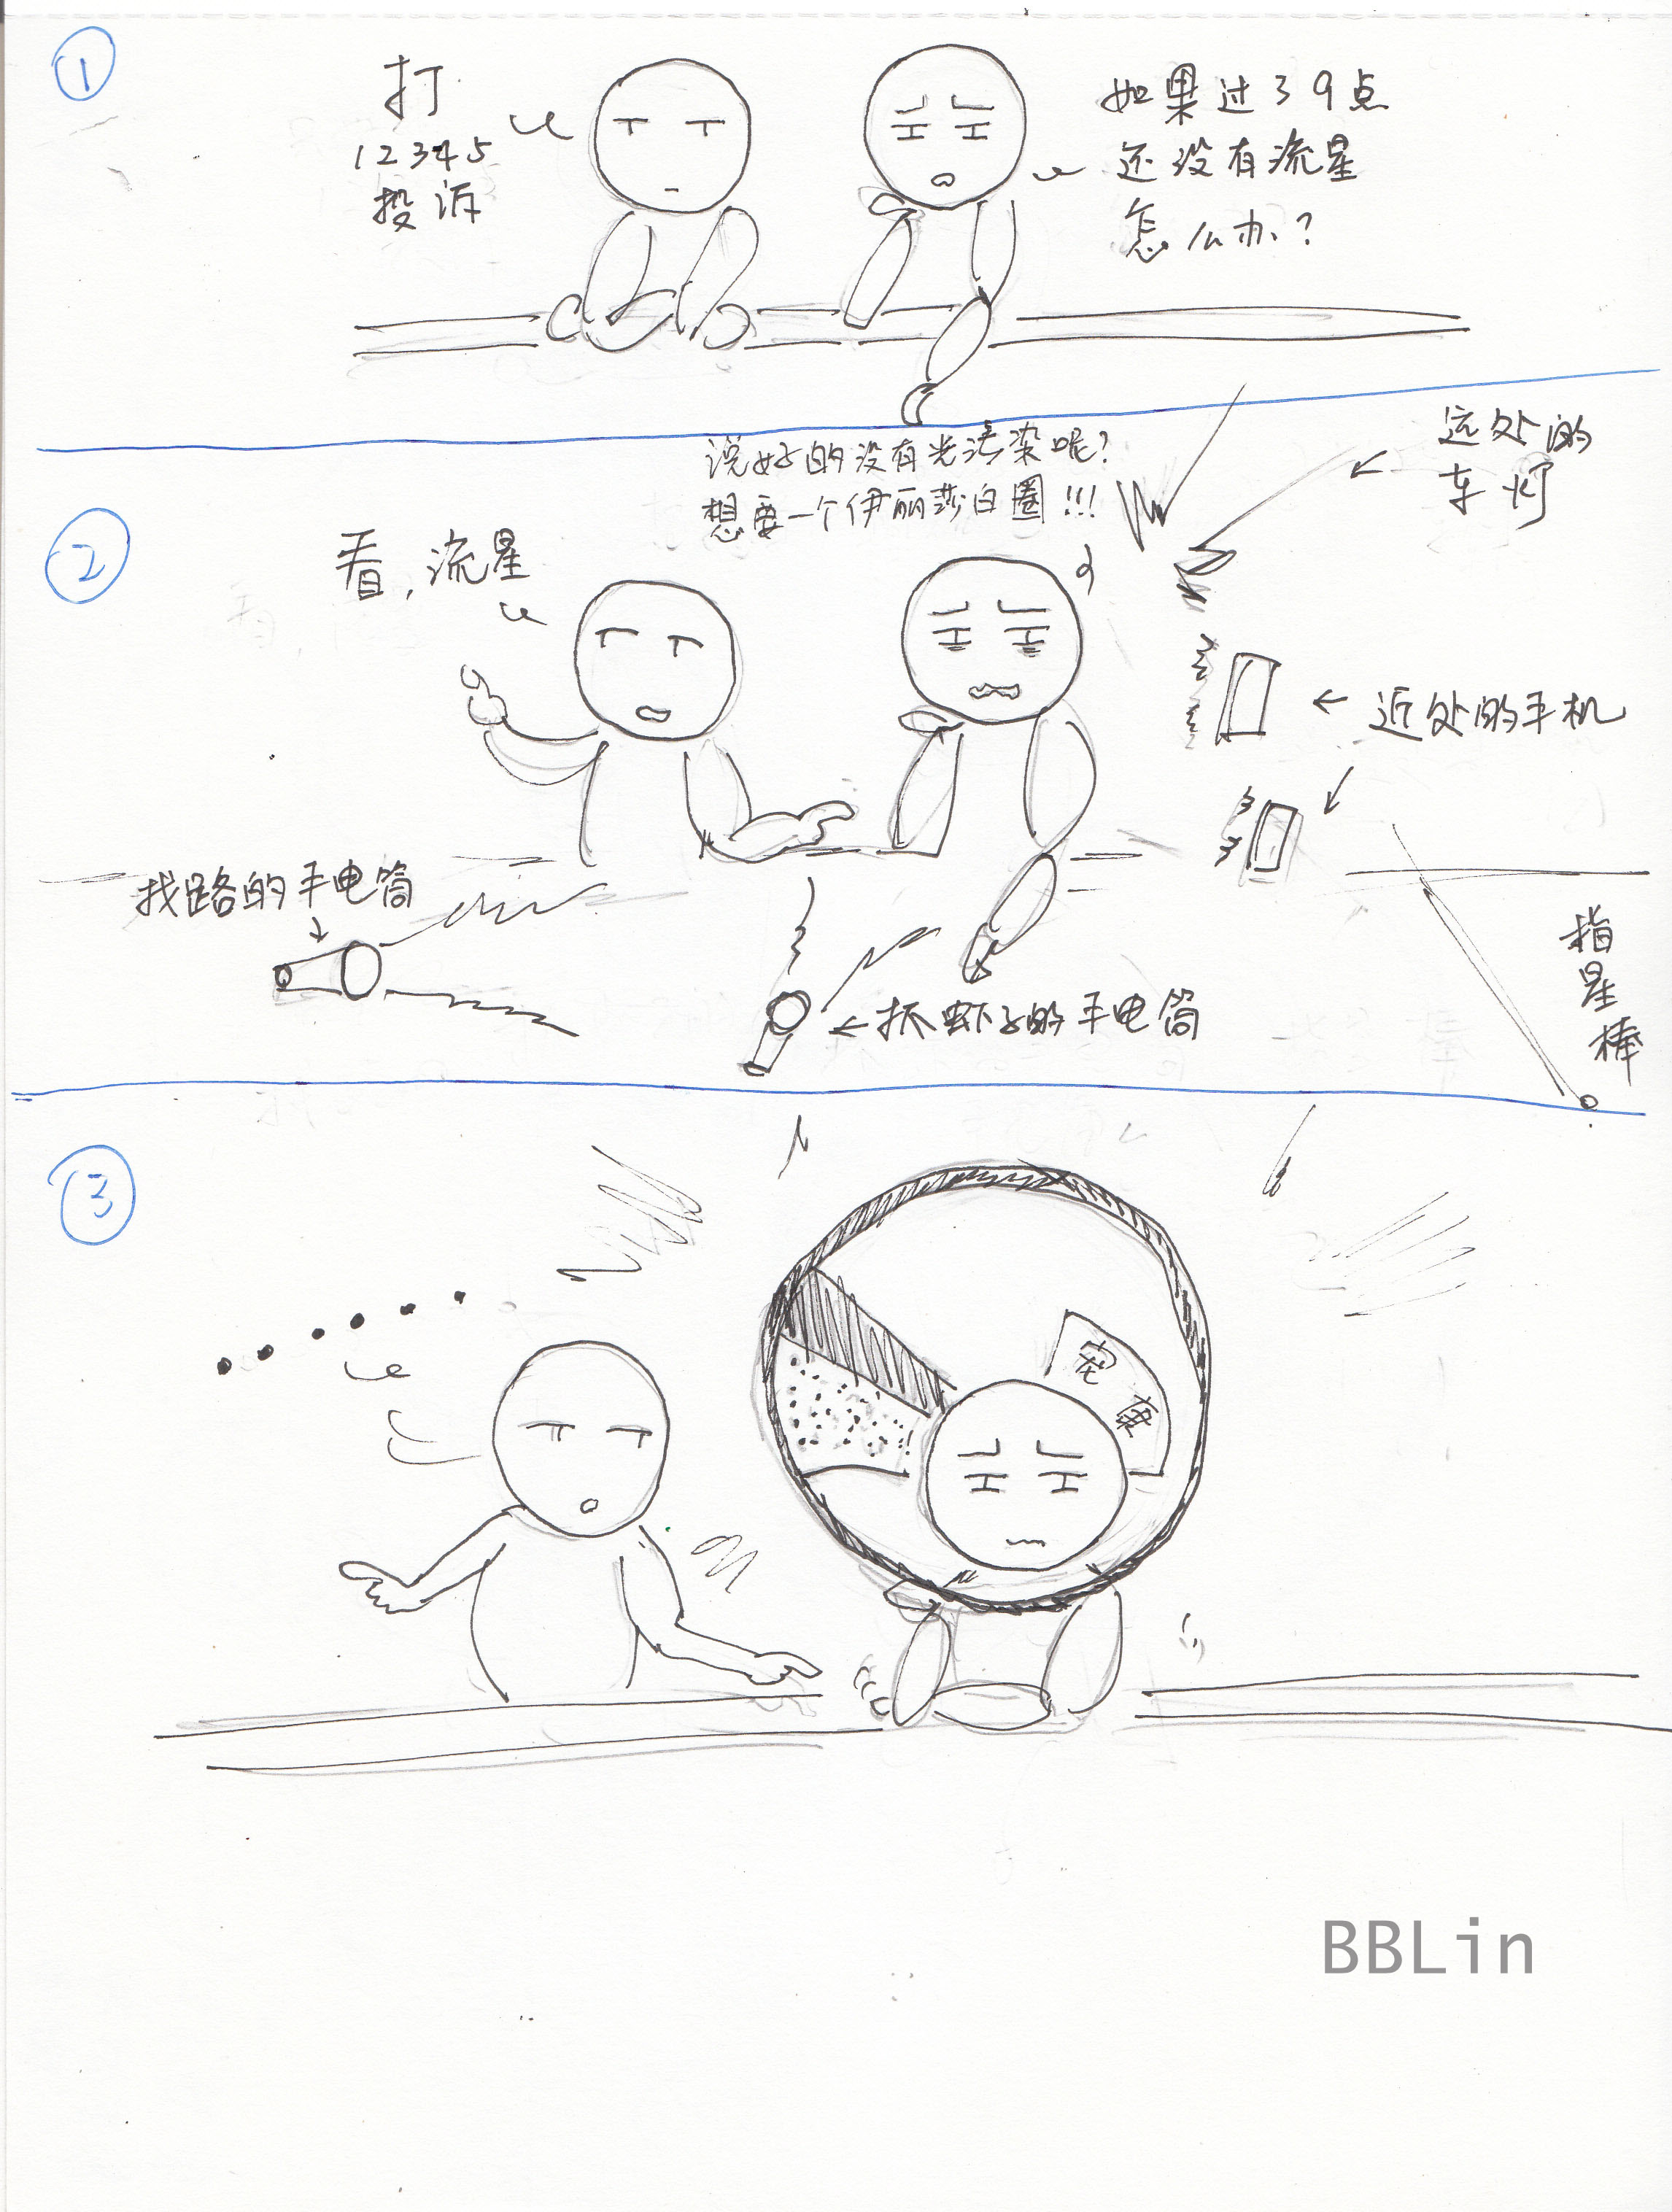 ①
打
12345
投诉
如果过了9点
还没有流星
怎么办？
②
看，流星
说好的没有光污染呢？
想要一个伊丽莎白圈！！！
远处的
车灯
近处的手机
找路的手电筒
抓虾子的手电筒
指星棒
③
......
宠康
BBLin